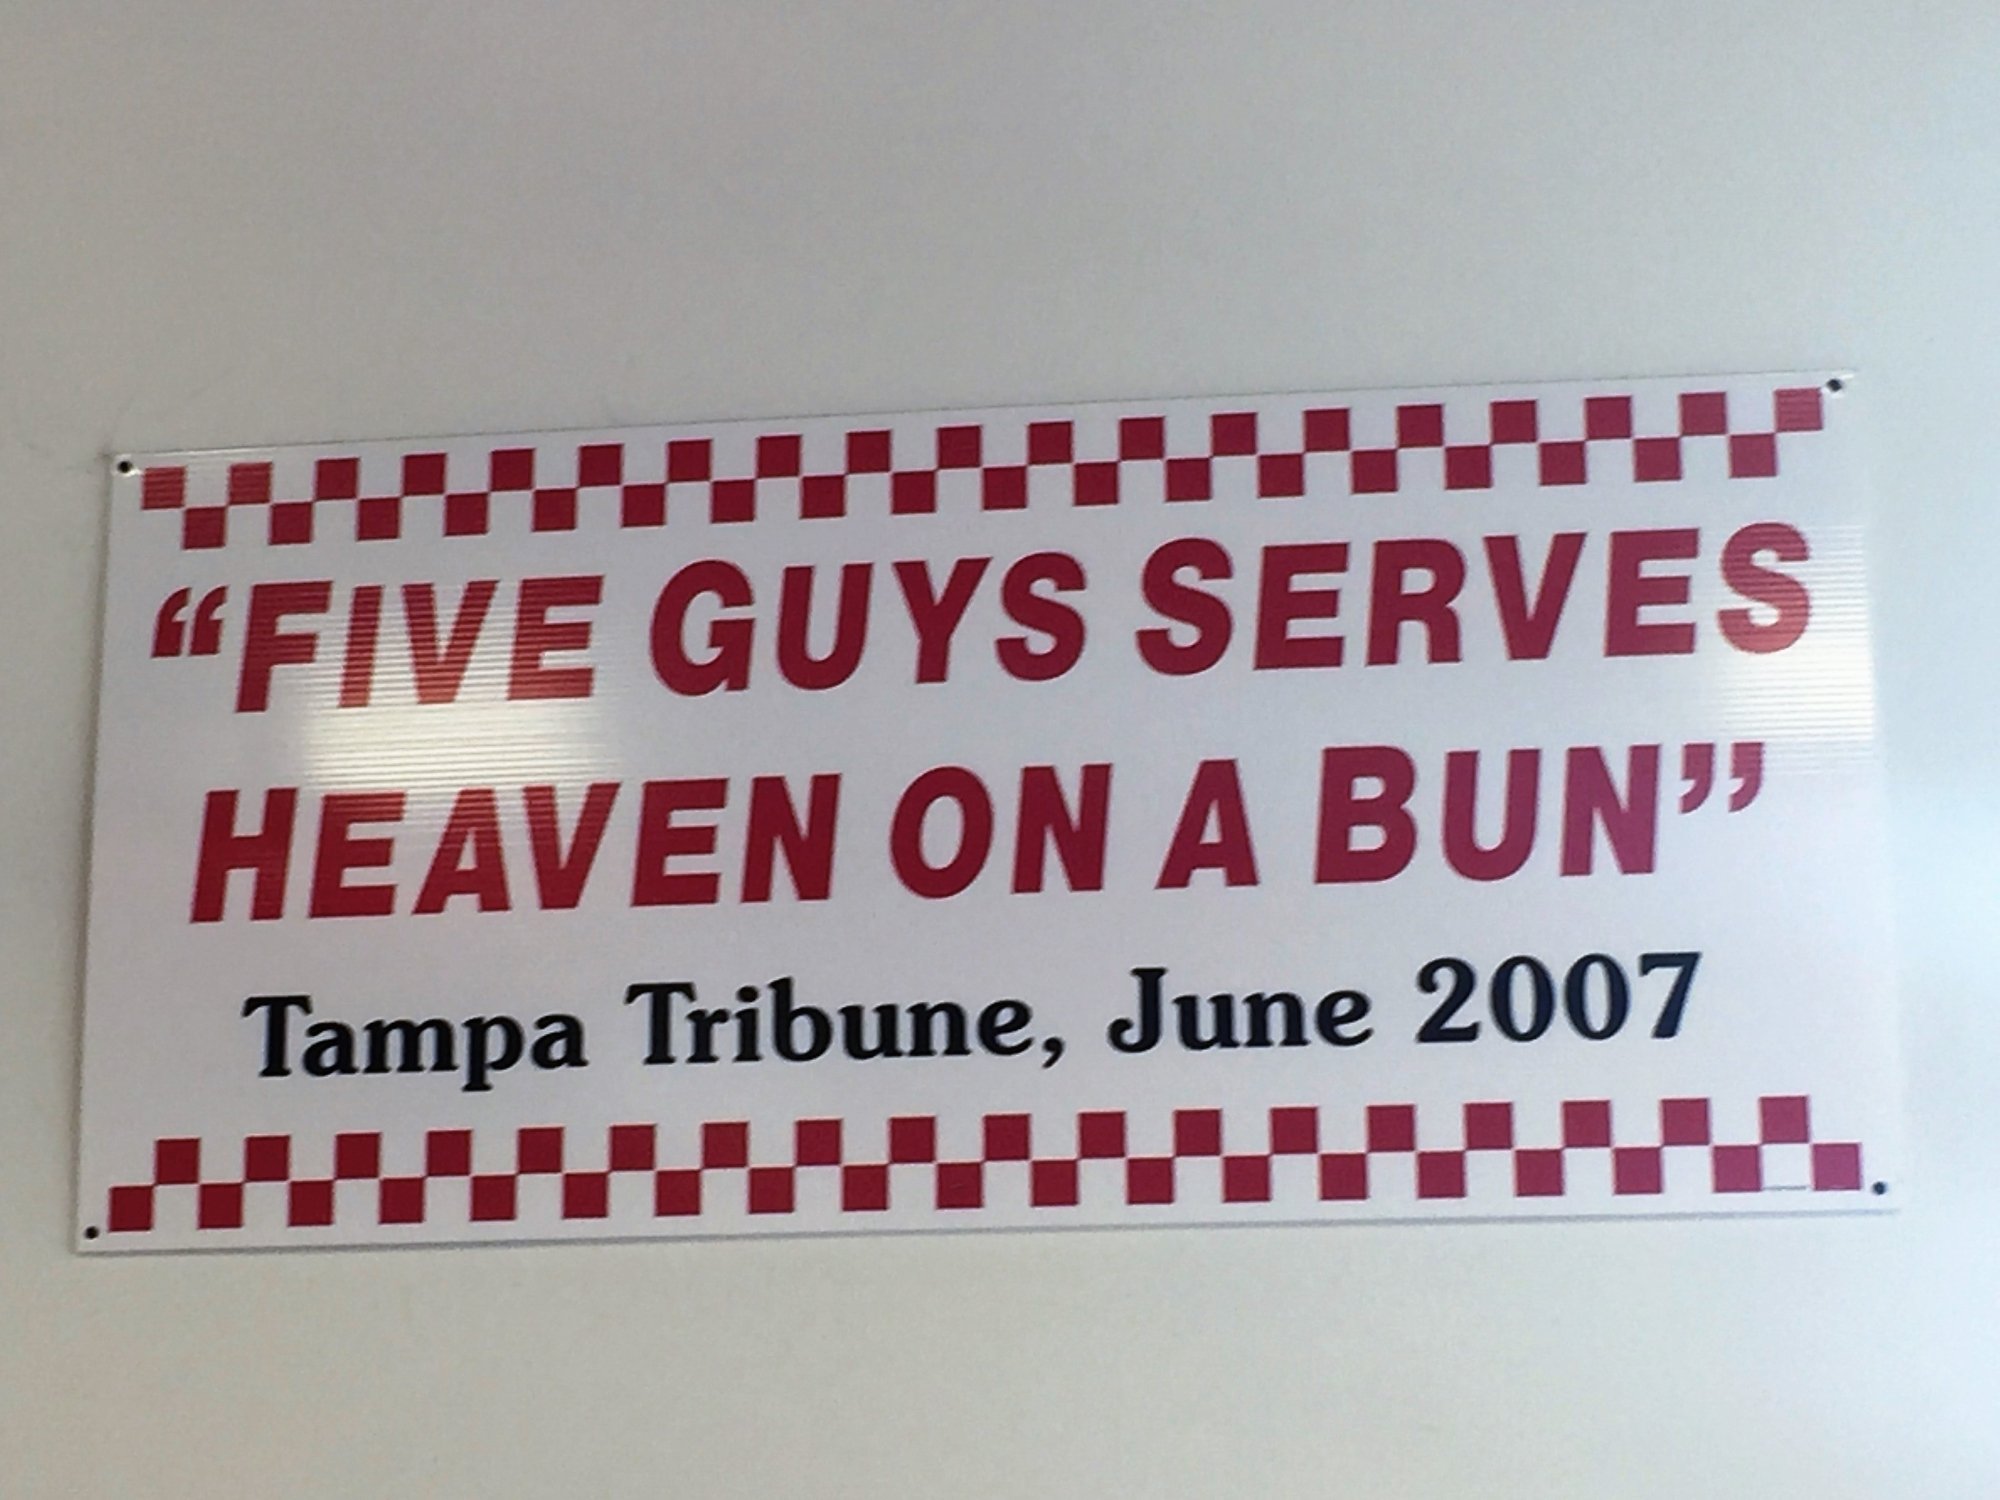 “FIVE GUYS SERVES
HEAVEN ON A BUN”
Tampa Tribune, June 2007